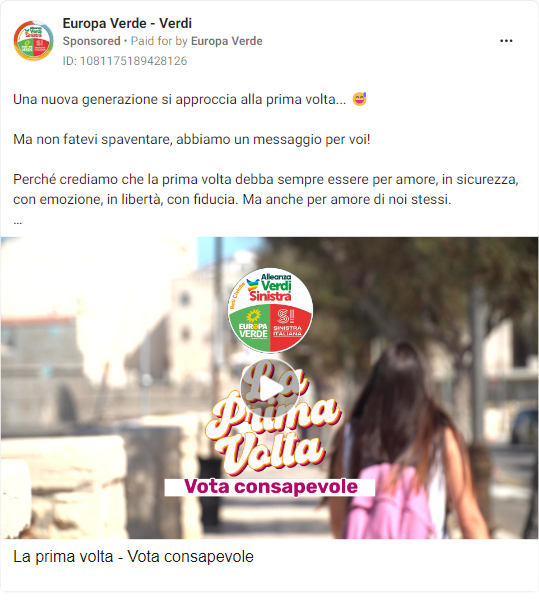 Europa Verde - Verdi
Sponsored • Paid for by Europa Verde
ID: 1081175189428126
Una nuova generazione si approccia alla prima volta... 😅
Ma non fatevi spaventare, abbiamo un messaggio per voi!
Perché crediamo che la prima volta debba sempre essere per amore, in sicurezza,
con emozione, in libertà, con fiducia. Ma anche per amore di noi stessi.
...
Alleanza
Verdi
Sinistra
Reti Civiche
EUROPA
VERDE
SI
SINISTRA
ITALIANA
La
Prima
Volta
Vota consapevole
La prima volta - Vota consapevole